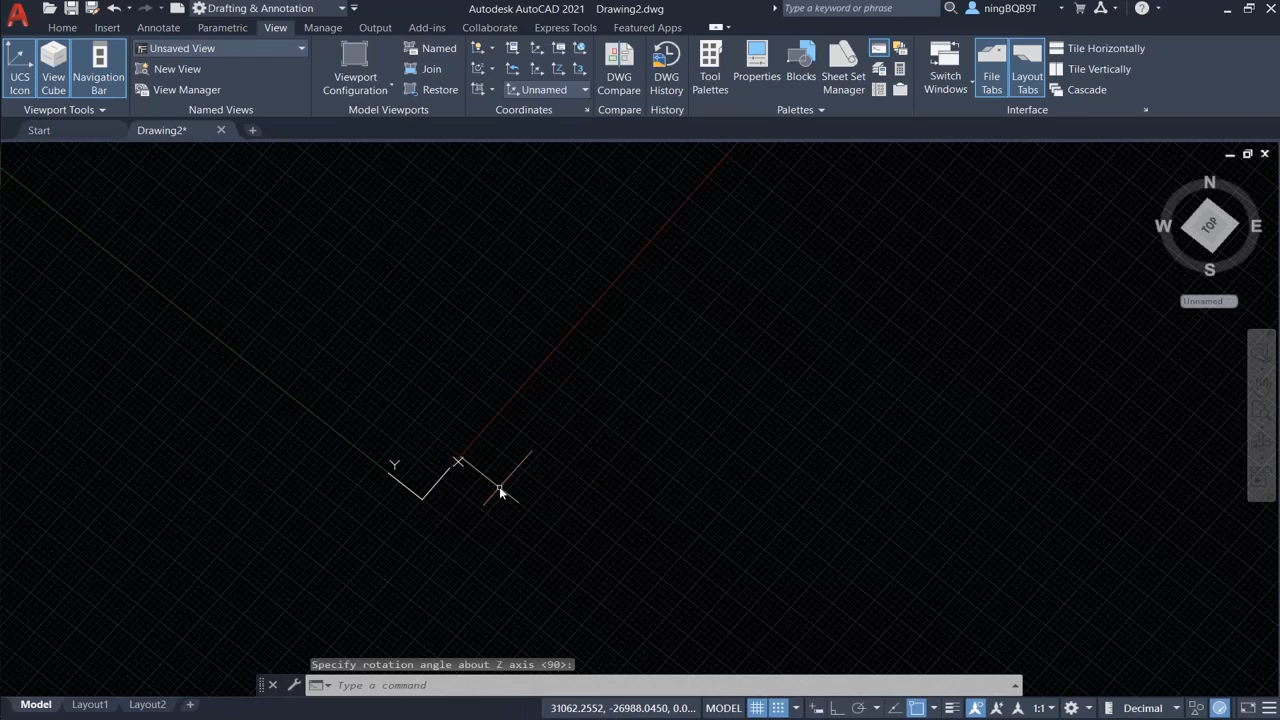 Drafting & Annotation
Autodesk AutoCAD 2021 Drawing2.dwg
Type a keyword or phrase
ningBQB9T
Home Insert Annotate Parametric View Manage Output Add-ins Collaborate Express Tools Featured Apps
UCS Icon
View Cube
Navigation Bar
Viewport Tools
Unsaved View
New View
View Manager
Named Views
Viewport Configuration
Named
Join
Restore
Model Viewports
Unnamed
Coordinates
DWG Compare
Compare
DWG History
History
Tool Palettes
Properties
Blocks
Sheet Set Manager
Palettes
Switch Windows
File Tabs
Layout Tabs
Tile Horizontally
Tile Vertically
Cascade
Interface
Start
Drawing2*
N
W
TOP
E
S
Unnamed
Y
X
Specify rotation angle about Z axis <90>:
Type a command
Model Layout1 Layout2
31062.2552, -26988.0450, 0.0... MODEL 1:1 Decimal